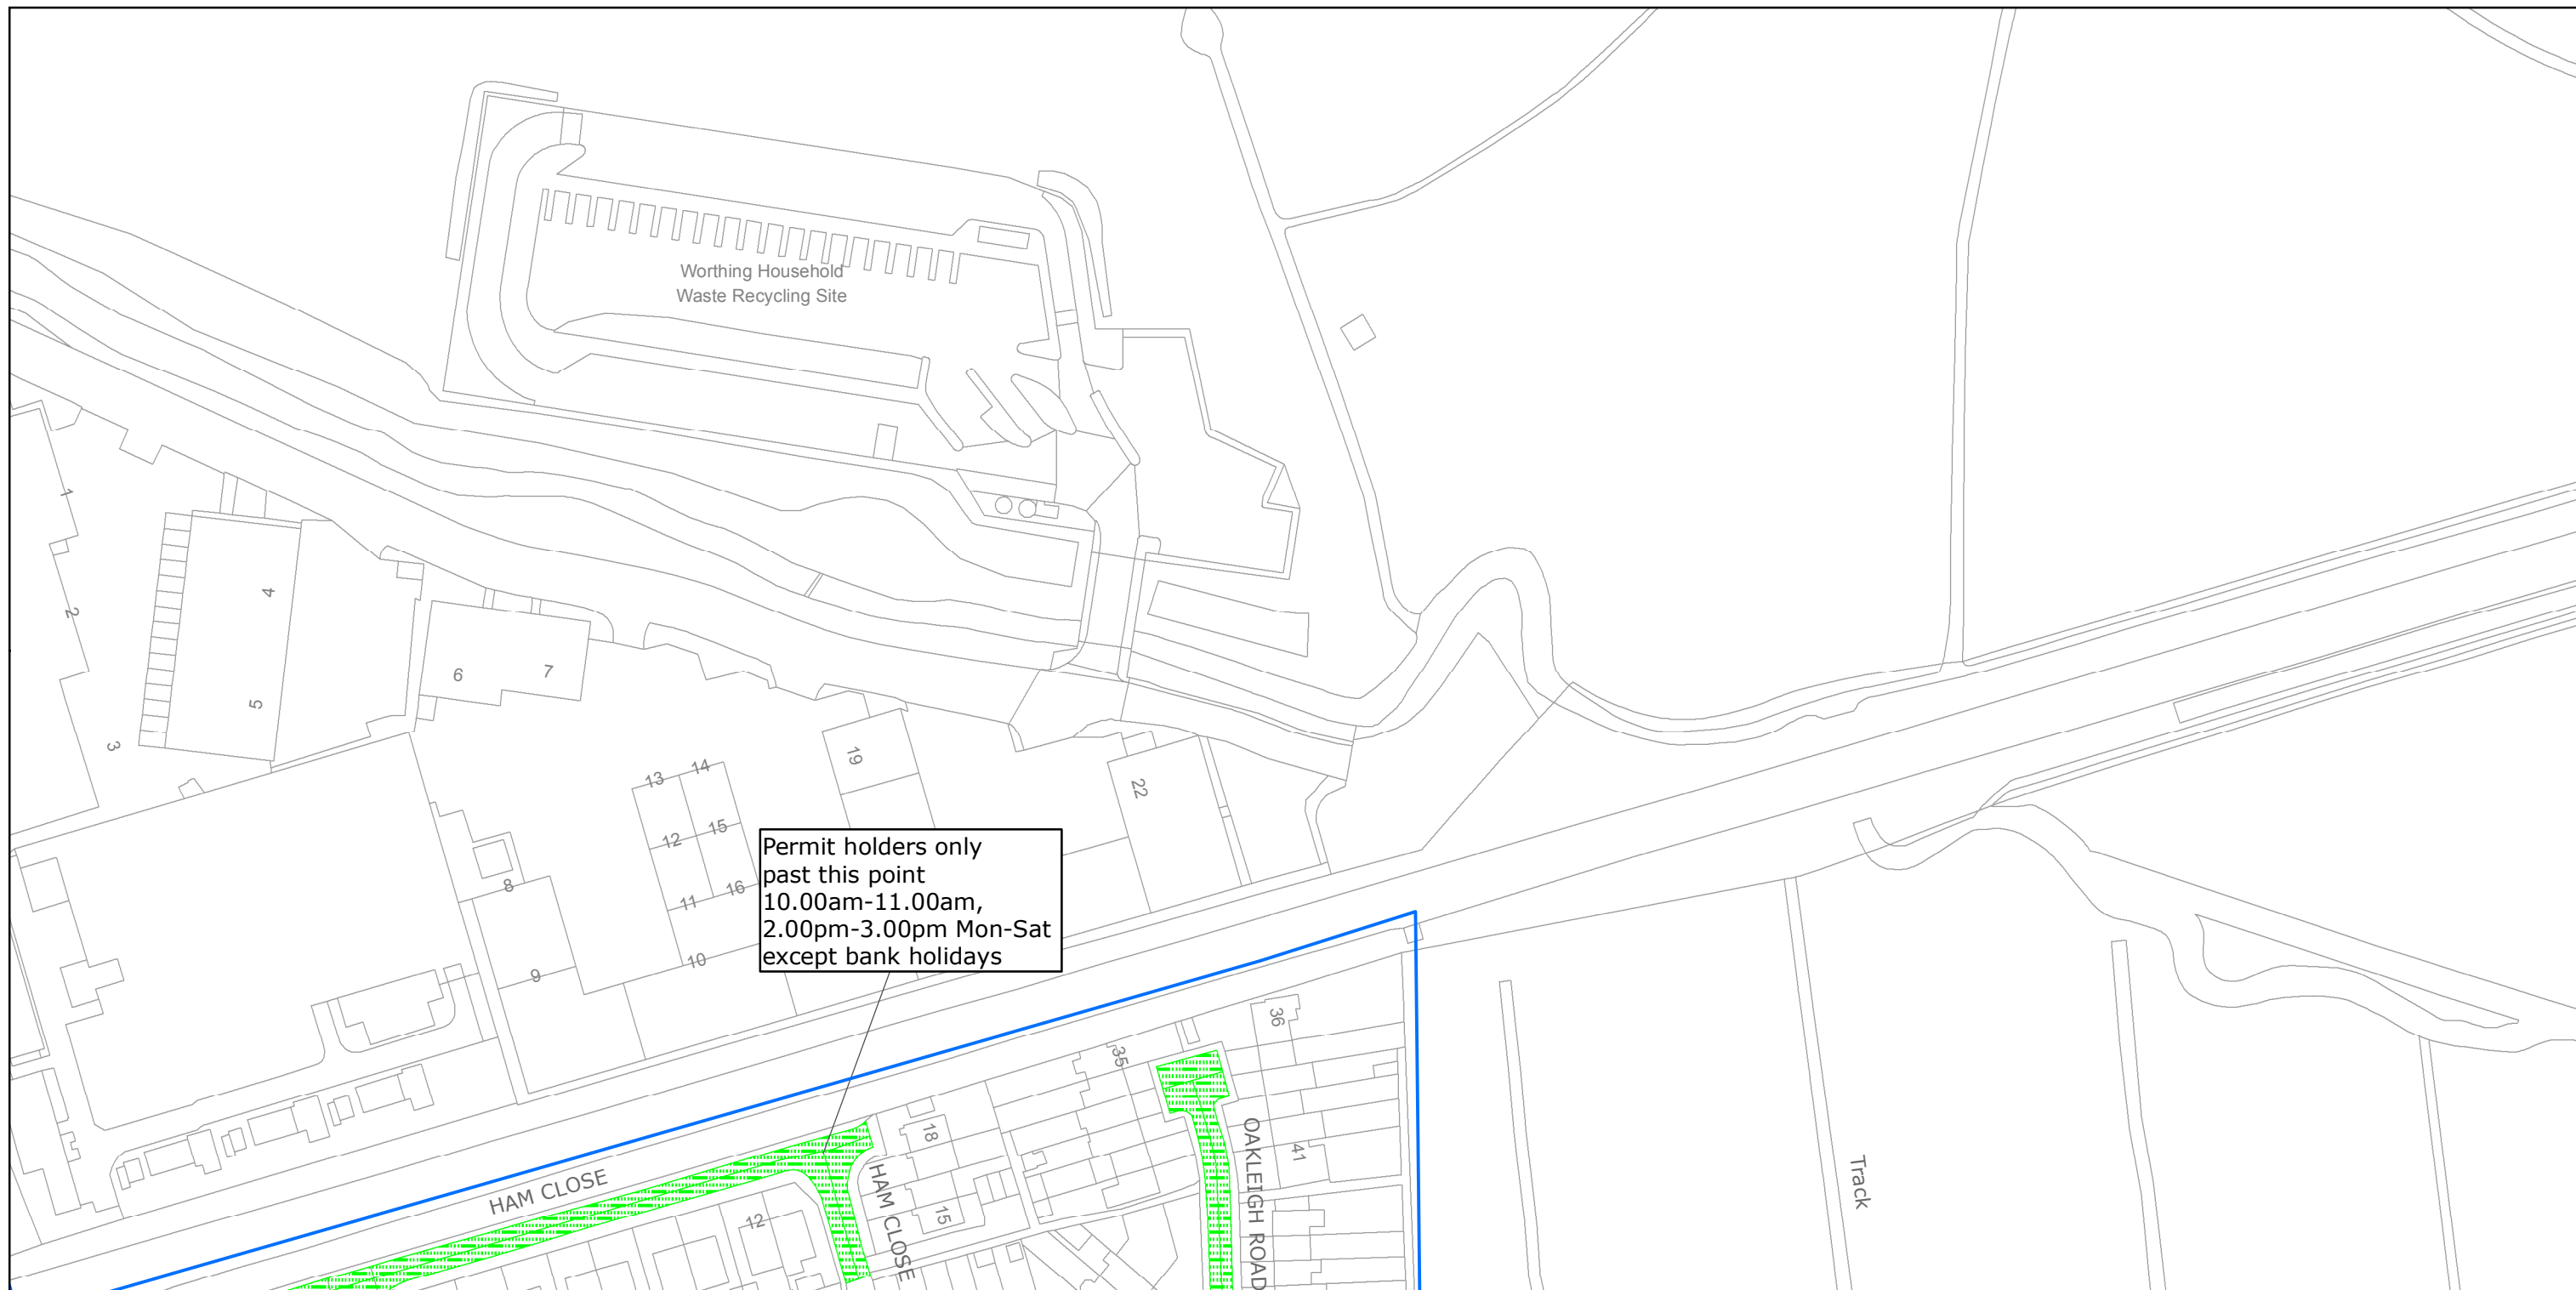 Worthing Household
Waste Recycling Site
1
2
3
4
5
6
7
8
9
10
11
12
13
14
15
16
19
22
Permit holders only
past this point
10.00am-11.00am,
2.00pm-3.00pm Mon-Sat
except bank holidays
36
35
41
18
15
12
HAM CLOSE
HAM CLOSE
OAKLEIGH ROAD
Track